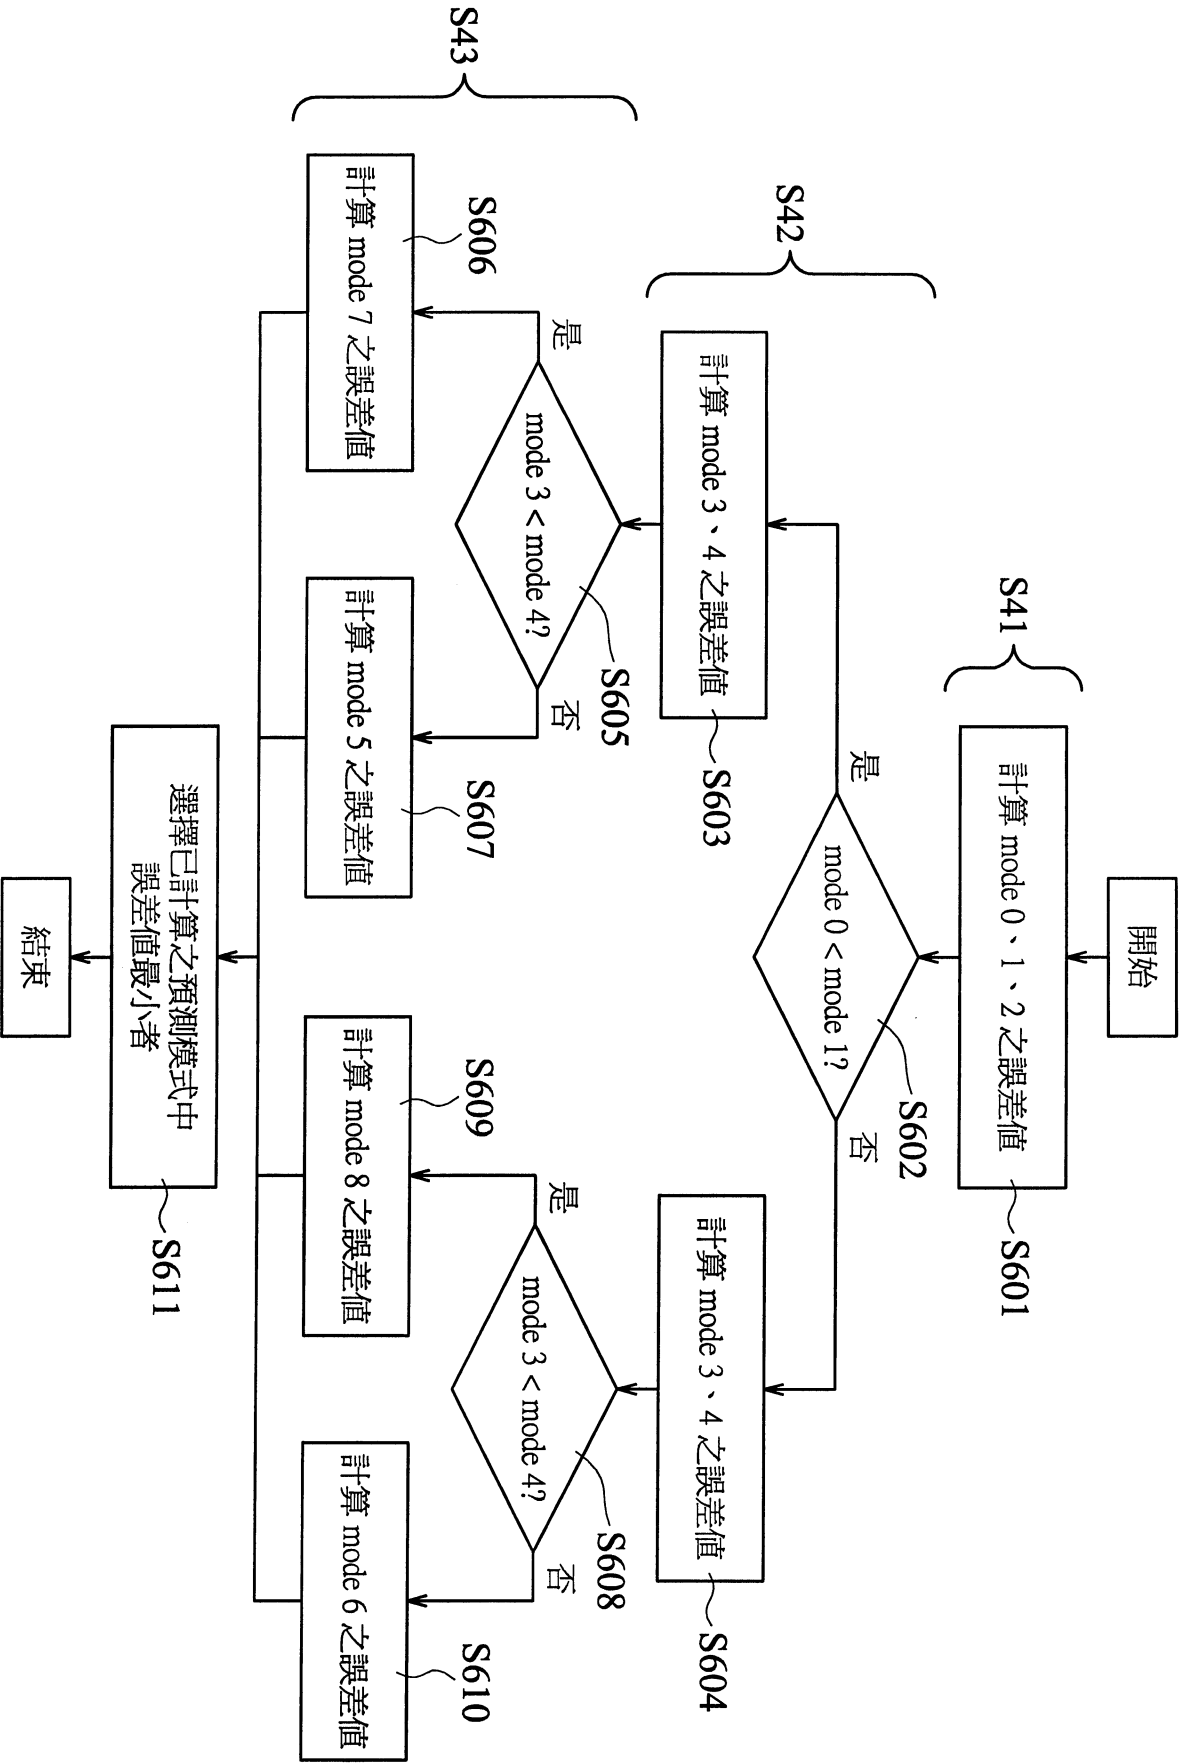 開始
S41
計算 mode 0、1、2 之誤差值
S601
mode 0 < mode 1?
S602
是
否
S42
計算 mode 3、4 之誤差值
S603
計算 mode 3、4 之誤差值
S604
S43
mode 3 < mode 4?
S605
是
否
mode 3 < mode 4?
S608
是
否
S606
計算 mode 7 之誤差值
S607
計算 mode 5 之誤差值
S609
計算 mode 8 之誤差值
S610
計算 mode 6 之誤差值
選擇已計算之預測模式中
誤差值最小者
S611
結束